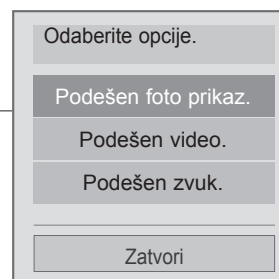 Odaberite opcije.
Podešen foto prikaz.
Podešen video.
Podešen zvuk.
Zatvori